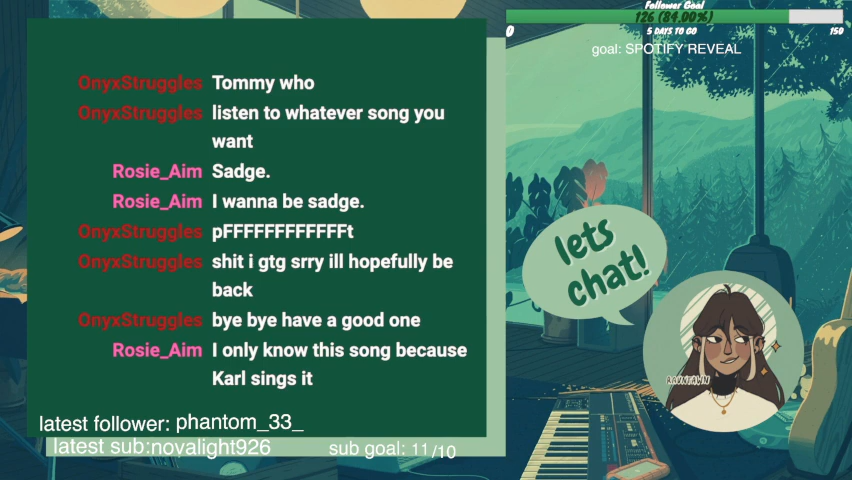 Follower Goal
126 (84.00%)
0 5 DAYS TO GO 150
goal: SPOTIFY REVEAL
OnyxStruggles Tommy who
OnyxStruggles listen to whatever song you
want
Rosie_Aim Sadge.
Rosie_Aim I wanna be sadge.
OnyxStruggles pFFFFFFFFFFFFt
OnyxStruggles shit i gtg srry ill hopefully be
back
OnyxStruggles bye bye have a good one
Rosie_Aim I only know this song because
Karl sings it
lets
chat!
latest follower: phantom_33_
latest sub:novalight926
sub goal: 11/10